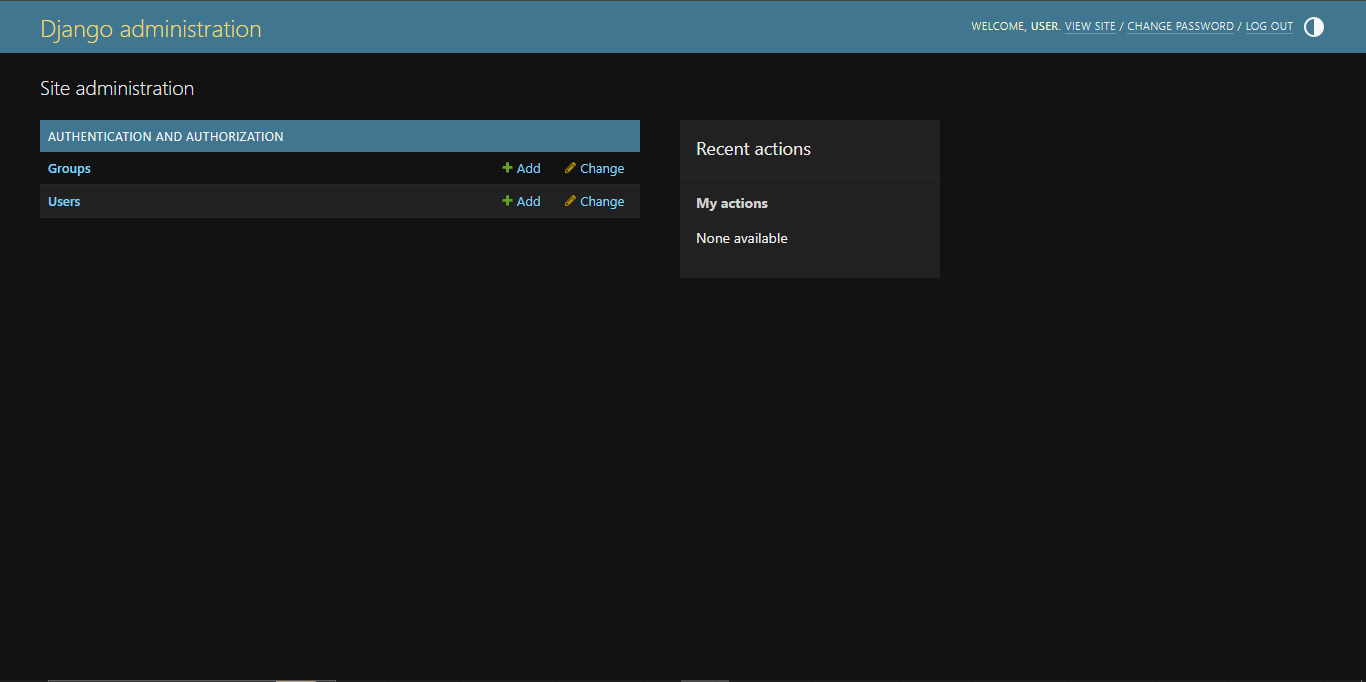 Django administration
WELCOME, USER. VIEW SITE / CHANGE PASSWORD / LOG OUT
Site administration
AUTHENTICATION AND AUTHORIZATION
Groups Add Change
Users Add Change
Recent actions
My actions
None available